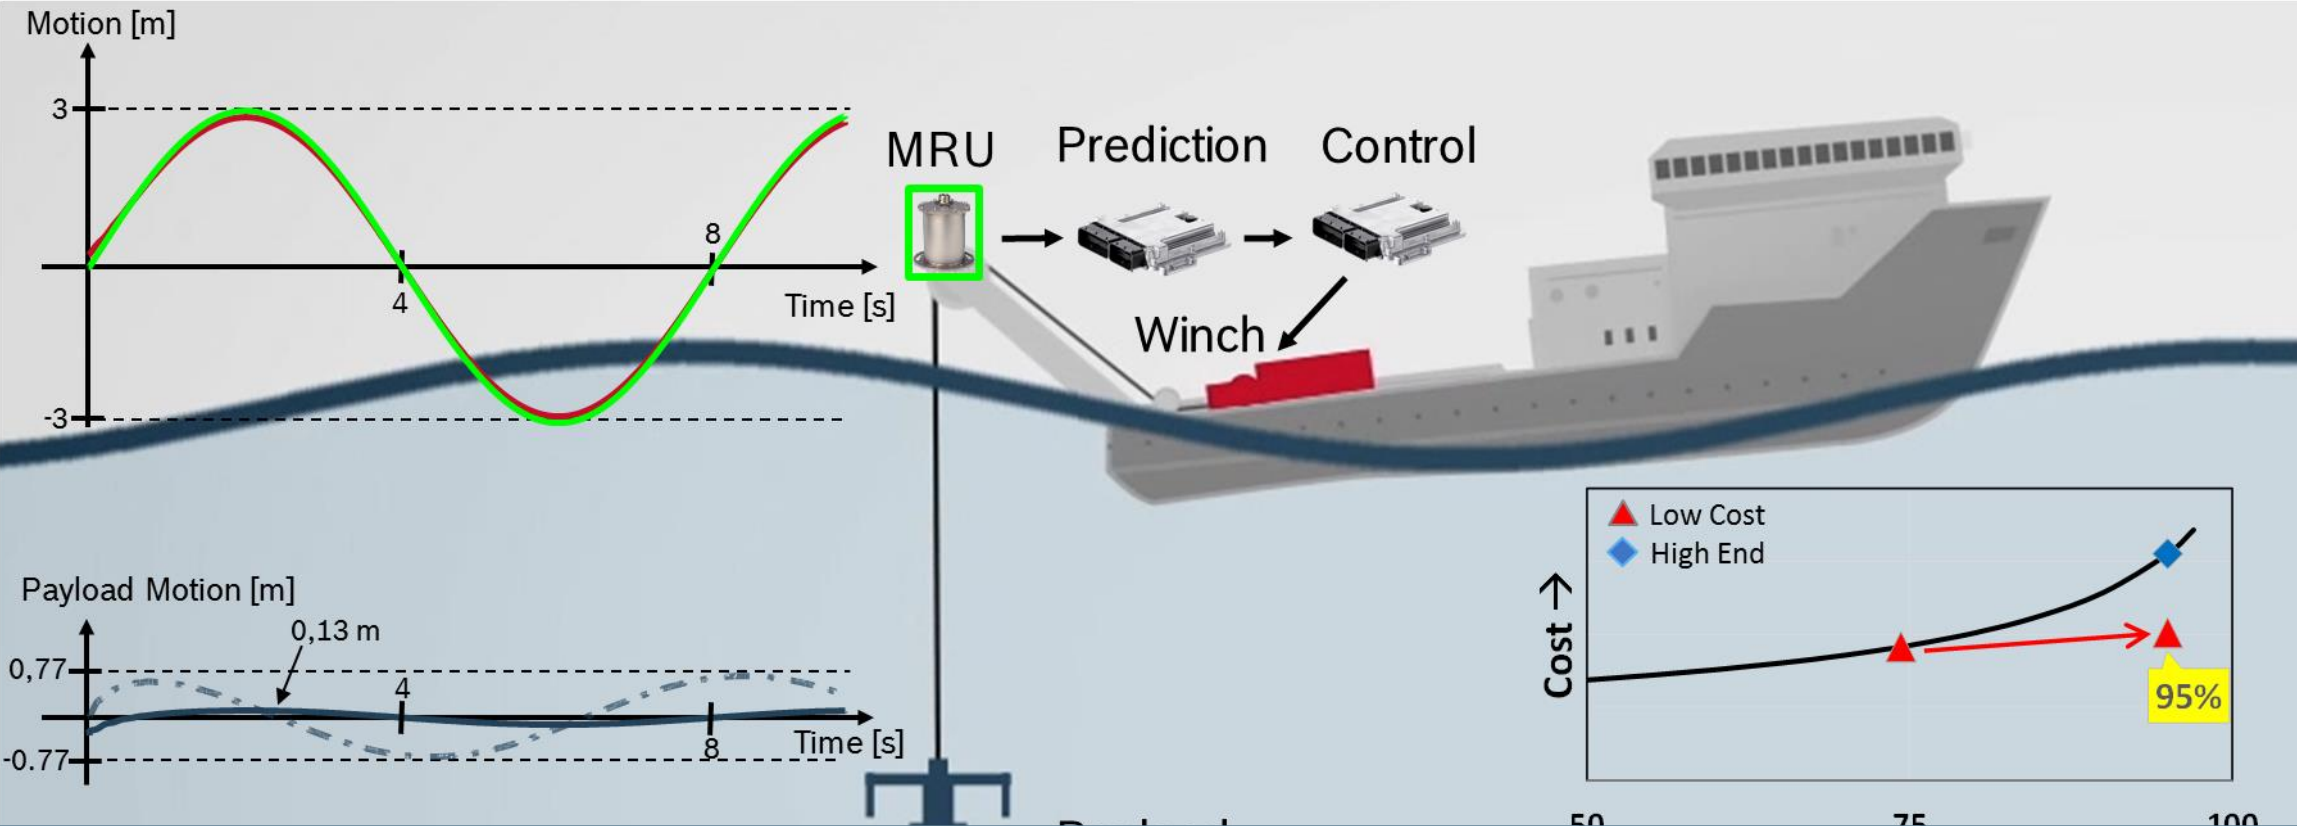 Motion [m]
3
-3
4
8
Time [s]
MRU
Prediction
Control
Winch
Payload Motion [m]
0,13 m
0,77
-0.77
4
8
Time [s]
Low Cost
High End
Cost →
95%
50
75
100